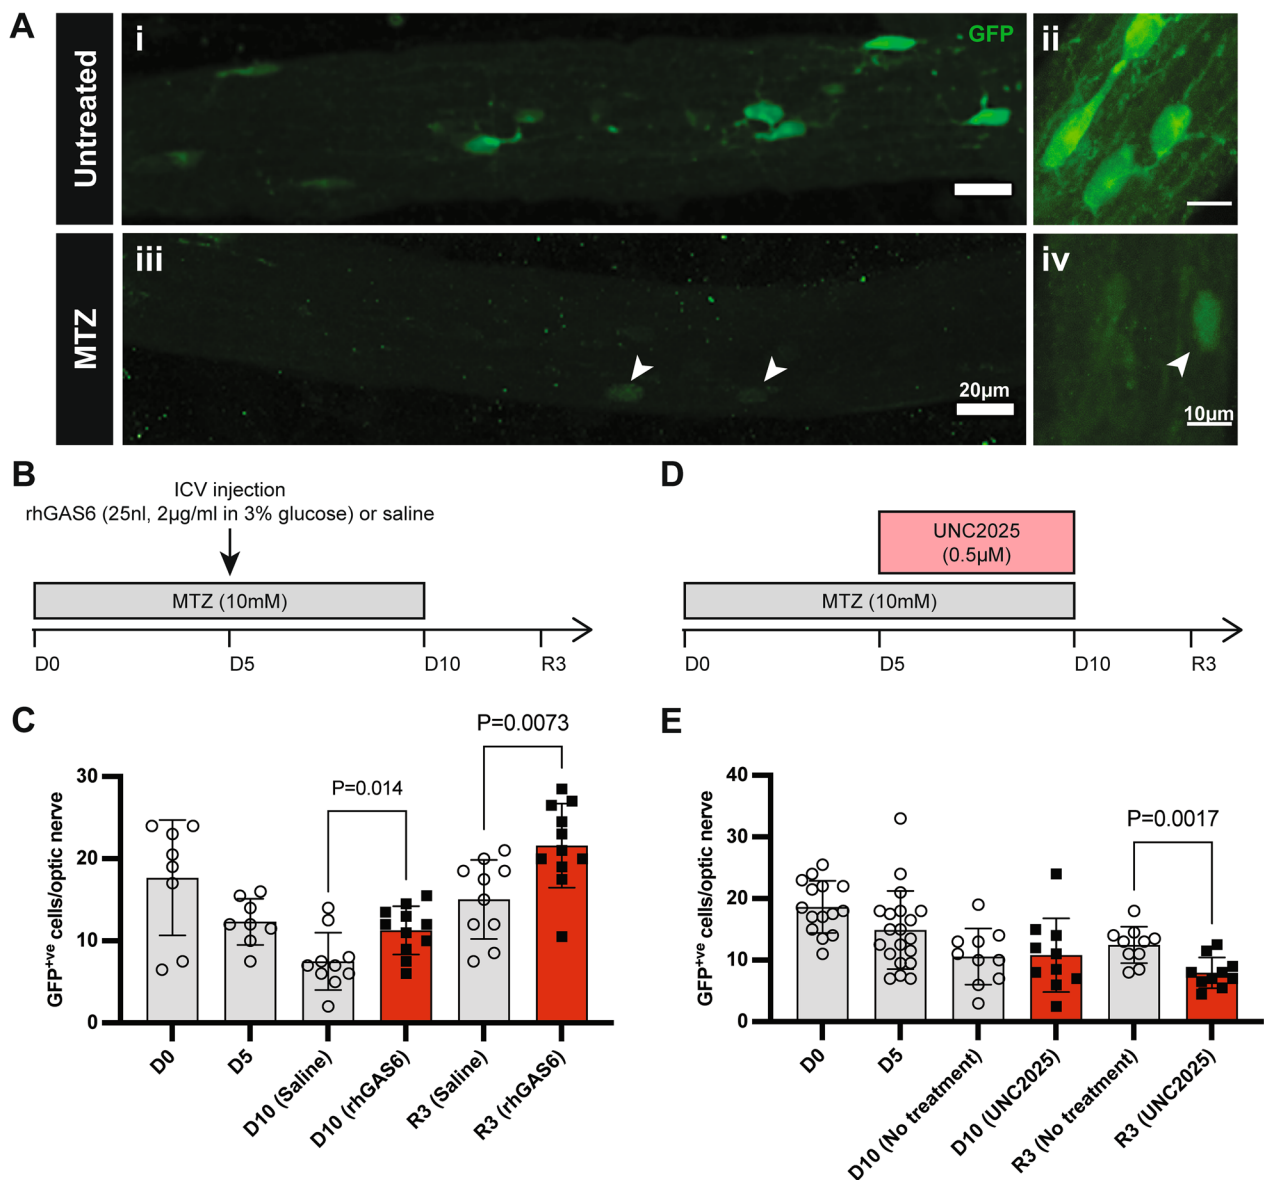 A
Untreated
i
GFP
ii
MTZ
iii
20µm
iv
10µm
B
ICV injection
rhGAS6 (25nl, 2µg/ml in 3% glucose) or saline
MTZ (10mM)
D0
D5
D10
R3
D
UNC2025
(0.5µM)
MTZ (10mM)
D0
D5
D10
R3
C
GFP+ve cells/optic nerve
30
20
10
0
P=0.014
P=0.0073
D0
D5
D10 (Saline)
D10 (rhGAS6)
R3 (Saline)
R3 (rhGAS6)
E
GFP+ve cells/optic nerve
40
30
20
10
0
P=0.0017
D0
D5
D10 (No treatment)
D10 (UNC2025)
R3 (No treatment)
R3 (UNC2025)